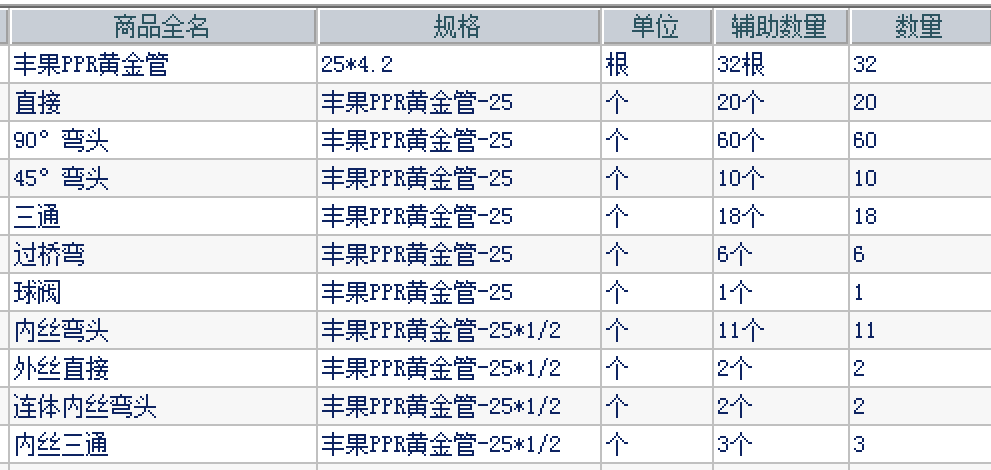 商品全名 规格 单位 辅助数量 数量
丰果PPR黄金管 25*4.2 根 32根 32
直接 丰果PPR黄金管-25 个 20个 20
90° 弯头 丰果PPR黄金管-25 个 60个 60
45° 弯头 丰果PPR黄金管-25 个 10个 10
三通 丰果PPR黄金管-25 个 18个 18
过桥弯 丰果PPR黄金管-25 个 6个 6
球阀 丰果PPR黄金管-25 个 1个 1
内丝弯头 丰果PPR黄金管-25*1/2 个 11个 11
外丝直接 丰果PPR黄金管-25*1/2 个 2个 2
连体内丝弯头 丰果PPR黄金管-25*1/2 个 2个 2
内丝三通 丰果PPR黄金管-25*1/2 个 3个 3